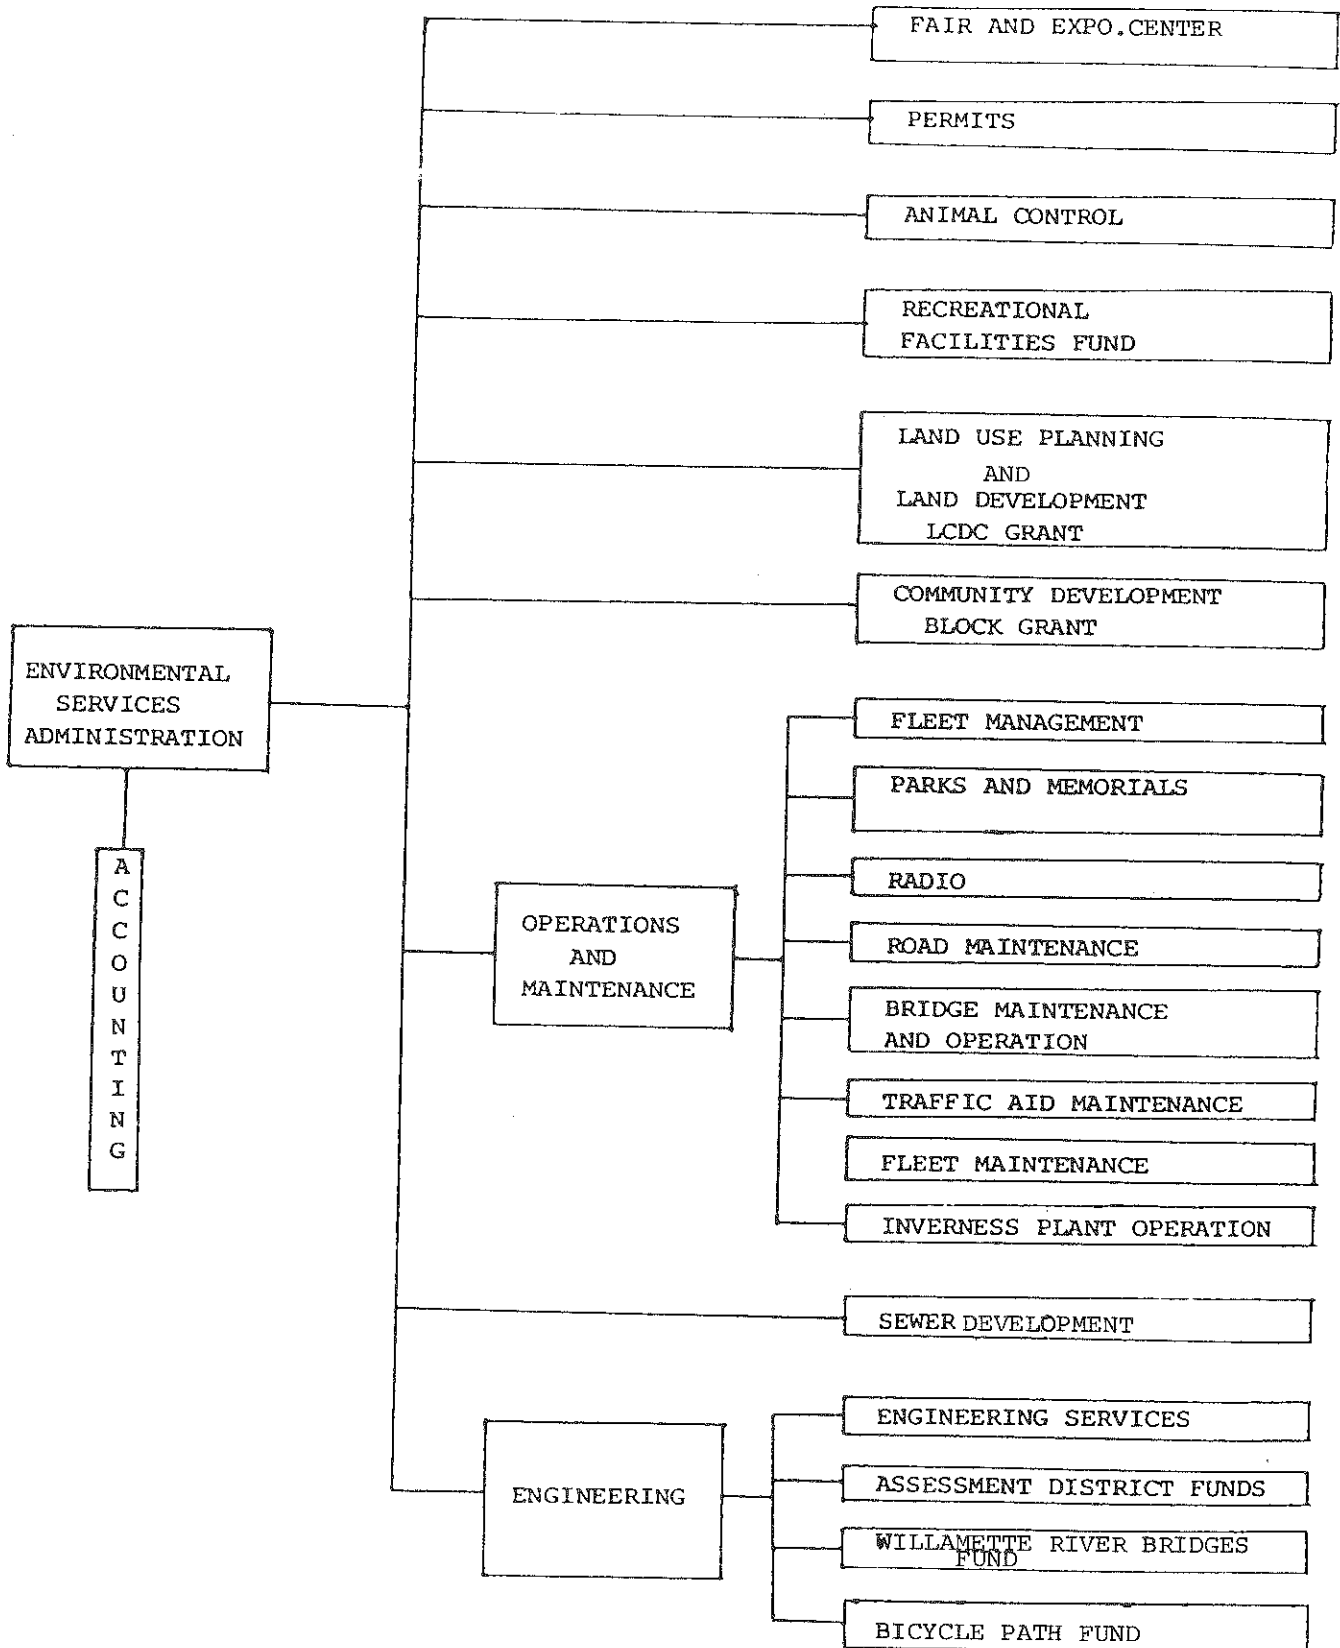 FAIR AND EXPO.CENTER
PERMITS
ANIMAL CONTROL
RECREATIONAL
FACILITIES FUND
LAND USE PLANNING
AND
LAND DEVELOPMENT
LCDC GRANT
COMMUNITY DEVELOPMENT
BLOCK GRANT
ENVIRONMENTAL
SERVICES
ADMINISTRATION
ACCOUNTING
OPERATIONS
AND
MAINTENANCE
FLEET MANAGEMENT
PARKS AND MEMORIALS
RADIO
ROAD MAINTENANCE
BRIDGE MAINTENANCE
AND OPERATION
TRAFFIC AID MAINTENANCE
FLEET MAINTENANCE
INVERNESS PLANT OPERATION
SEWER DEVELOPMENT
ENGINEERING
ENGINEERING SERVICES
ASSESSMENT DISTRICT FUNDS
WILLAMETTE RIVER BRIDGES
FUND
BICYCLE PATH FUND